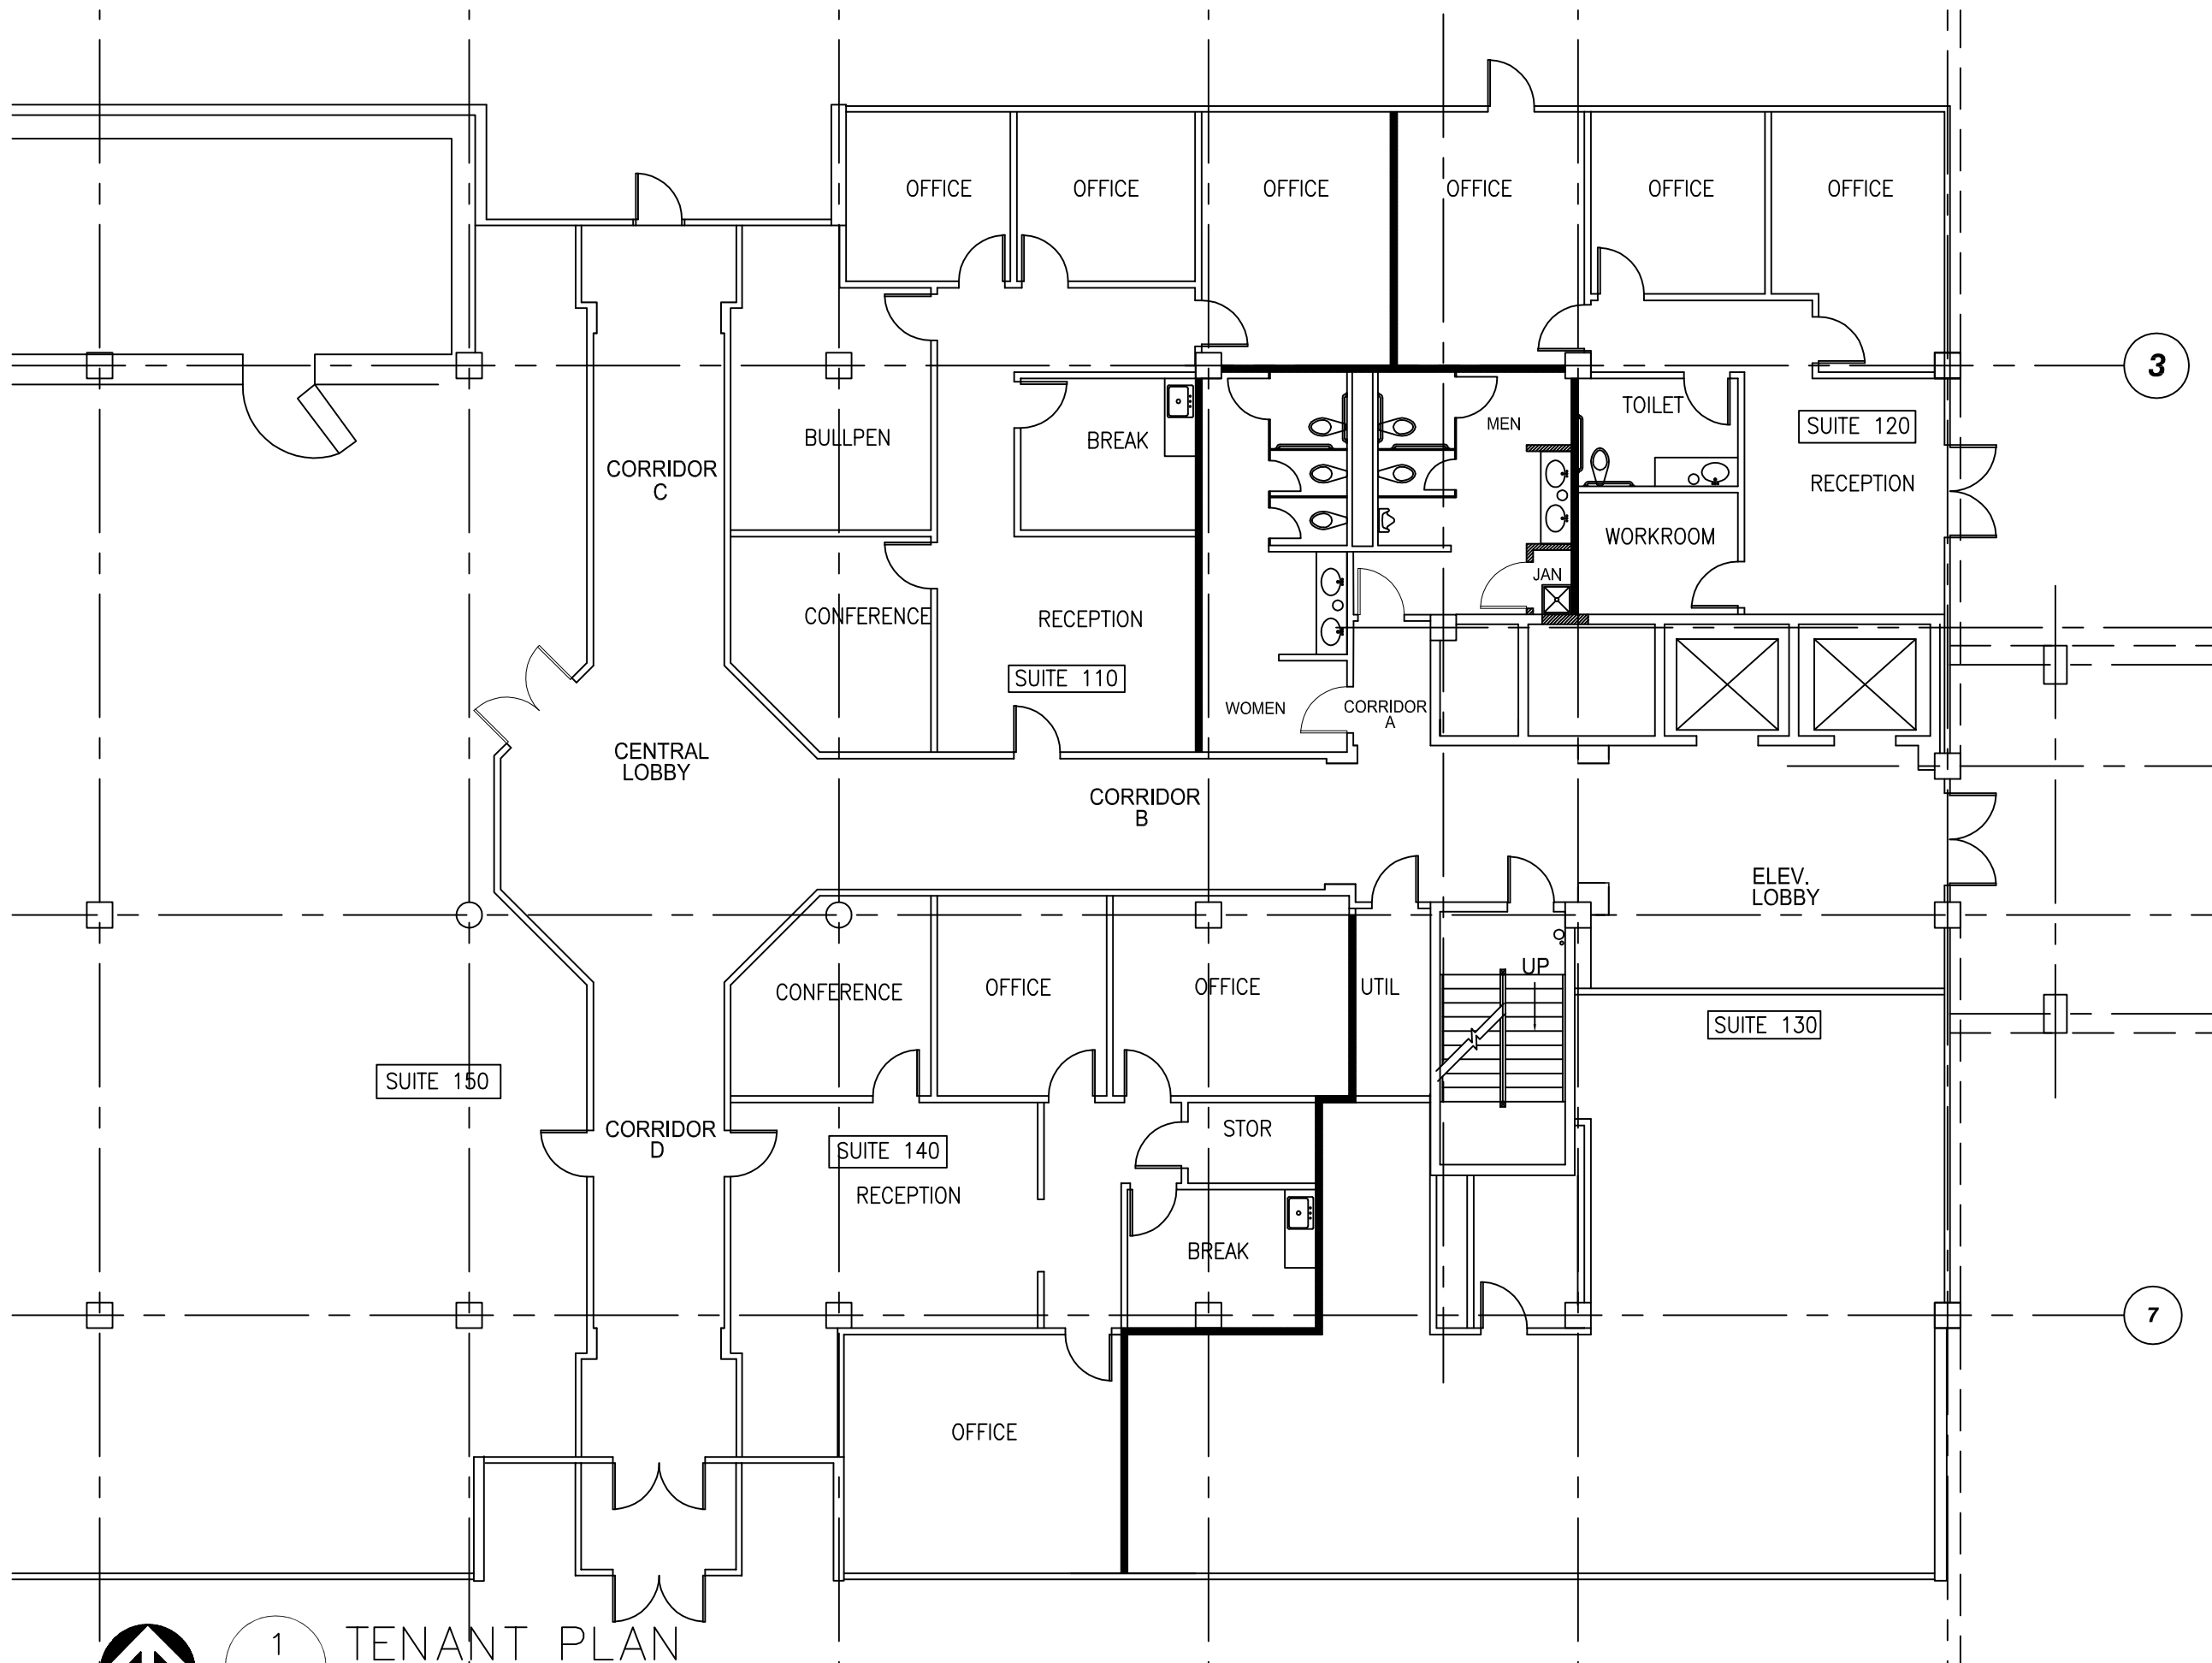 OFFICE
OFFICE
OFFICE
OFFICE
OFFICE
OFFICE
3
TOILET
MEN
SUITE 120
BULLPEN
BREAK
CORRIDOR
C
RECEPTION
WORKROOM
JAN
CONFERENCE
RECEPTION
SUITE 110
WOMEN
CORRIDOR
A
CENTRAL
LOBBY
CORRIDOR
B
ELEV.
LOBBY
CONFERENCE
OFFICE
OFFICE
UTIL
UP
SUITE 130
SUITE 150
CORRIDOR
D
SUITE 140
STOR
RECEPTION
BREAK
7
OFFICE
1
TENANT PLAN